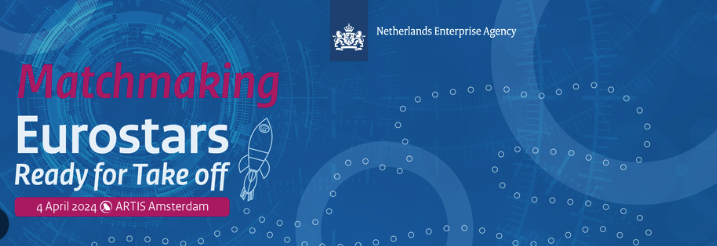 Netherlands Enterprise Agency
Matchmaking
Eurostars
Ready for Take off
4 April 2024 ARTIS Amsterdam